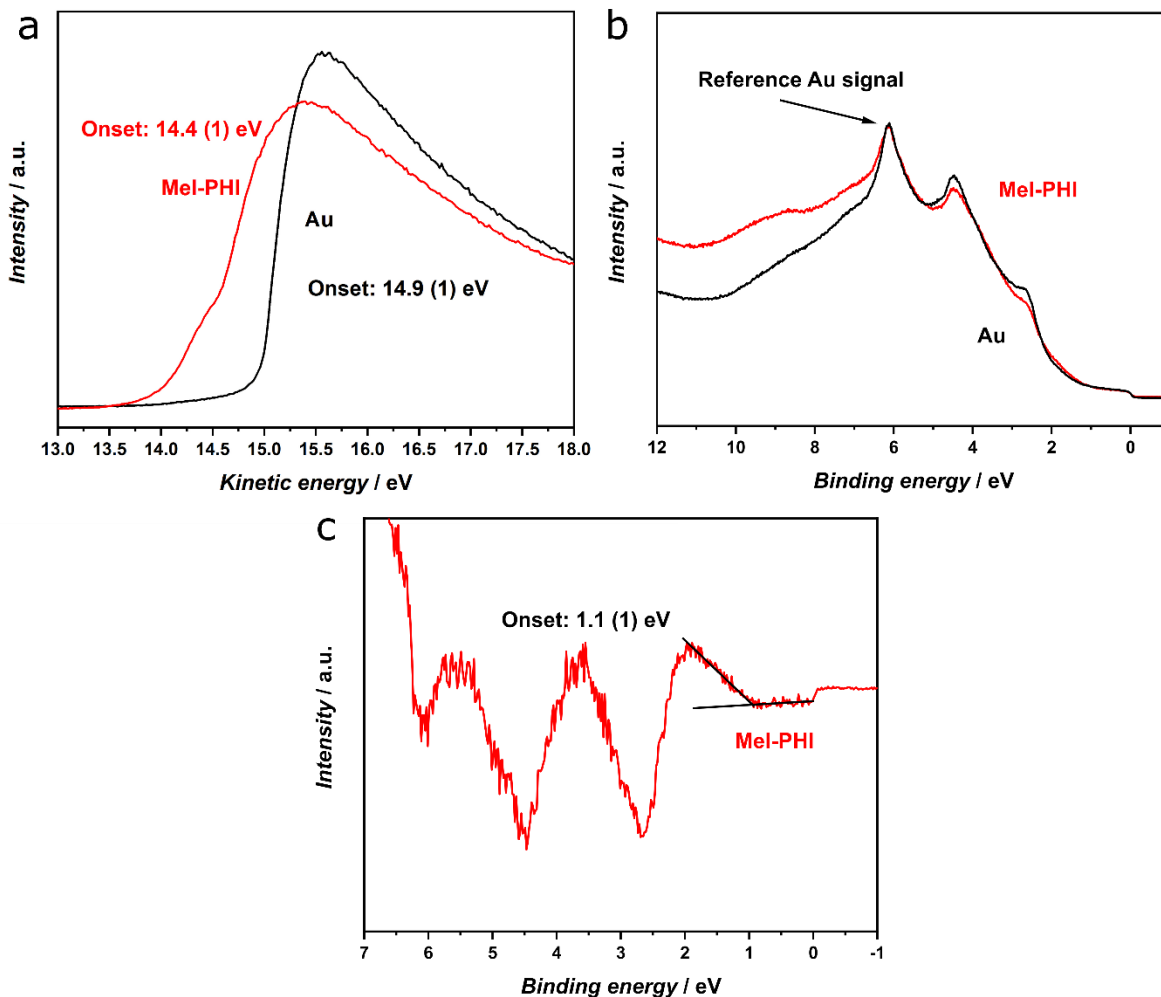 a
Onset: 14.4 (1) eV
Mel-PHI
Au
Onset: 14.9 (1) eV
Intensity / a.u.
13.0 13.5 14.0 14.5 15.0 15.5 16.0 16.5 17.0 17.5 18.0
Kinetic energy / eV
b
Reference Au signal
Mel-PHI
Au
Intensity / a.u.
12 10 8 6 4 2 0
Binding energy / eV
c
Onset: 1.1 (1) eV
Mel-PHI
Intensity / a.u.
7 6 5 4 3 2 1 0 -1
Binding energy / eV